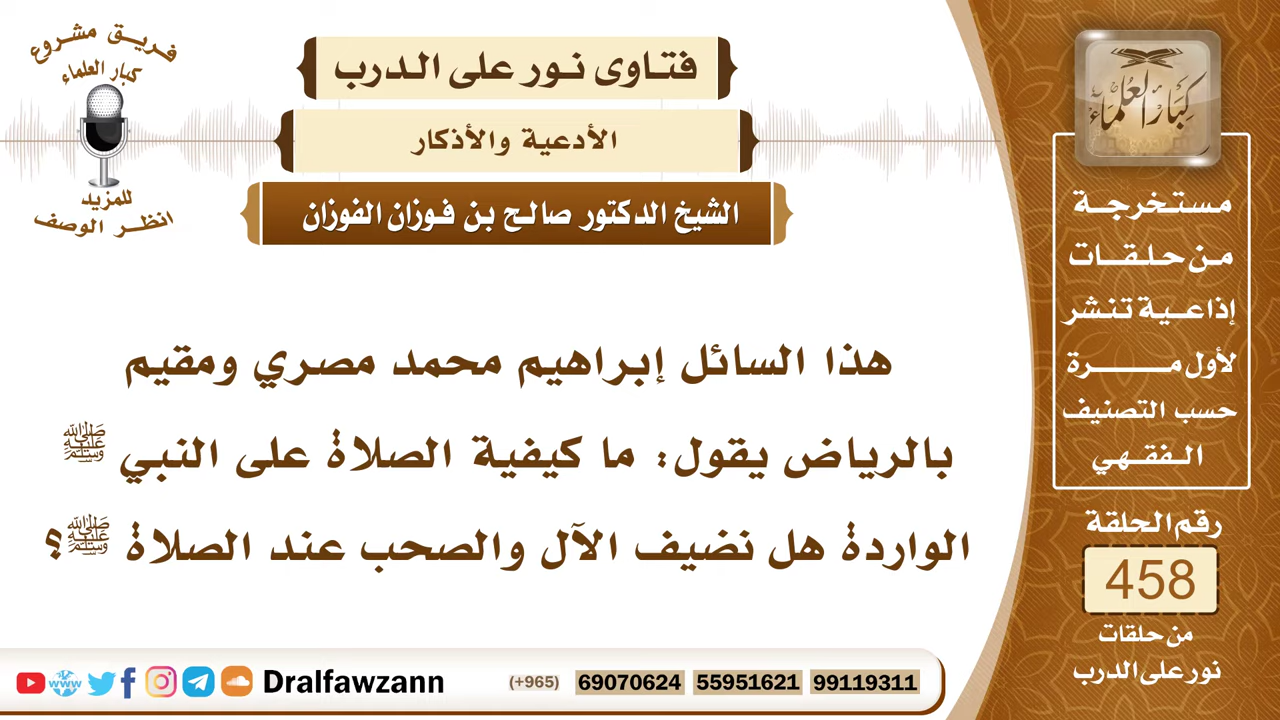 فريق مشروع
كبار العلماء
للمزيد
انظر الوصف
فتاوى نور على الدرب
الأدعية والأذكار
الشيخ الدكتور صالح بن فوزان الفوزان
هذا السائل إبراهيم محمد مصري ومقيم
بالرياض يقول: ما كيفية الصلاة على النبي ﷺ
الواردة هل نضيف الآل والصحب عند الصلاة ﷺ؟
كبار العلماء
مستخرجة
من حلقات
إذاعية تنشر
لأول مرة
حسب التصنيف
الفقهي
رقم الحلقة
458
من حلقات
نور على الدرب
www Dralfawzann (+965) 69070624 55951621 99119311